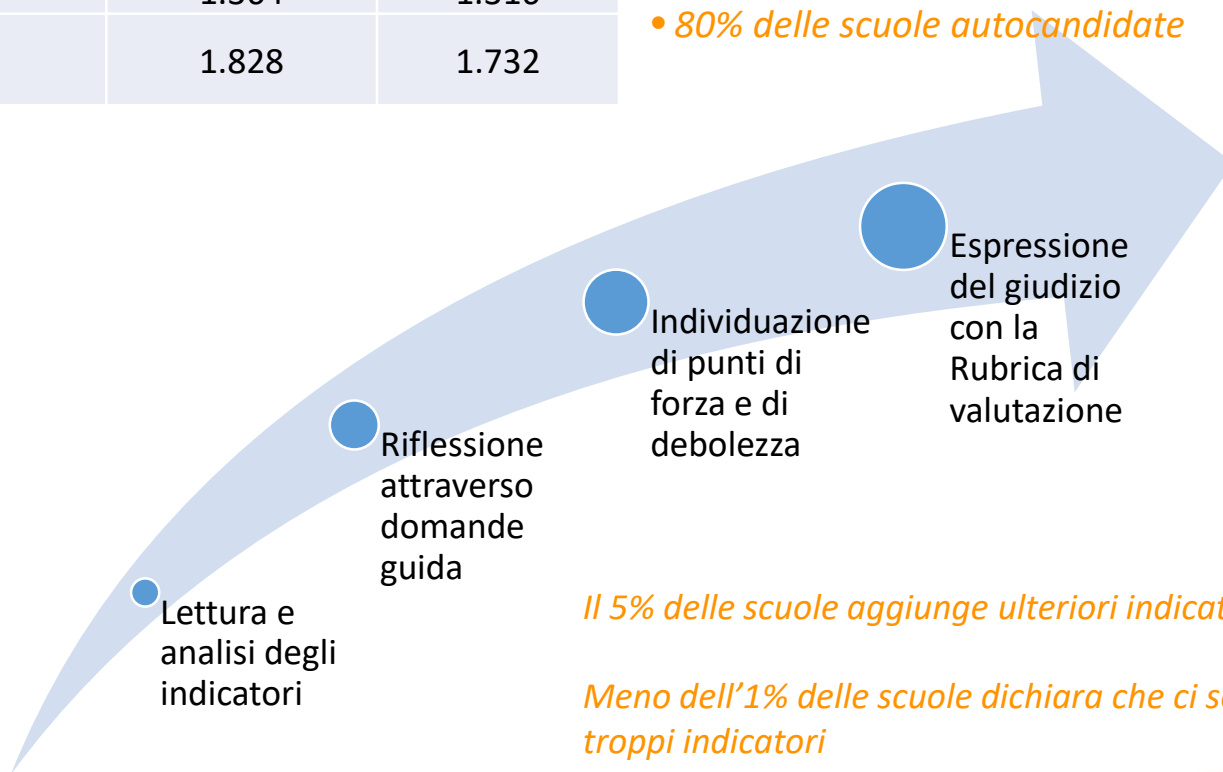 • 80% delle scuole autocandidate
1.828 1.732
Espressione
del giudizio
con la
Rubrica di
valutazione
Individuazione
di punti di
forza e di
debolezza
Riflessione
attraverso
domande
guida
Lettura e
analisi degli
indicatori
Il 5% delle scuole aggiunge ulteriori
Meno dell’1% delle scuole dichiara che ci
troppi indicatori